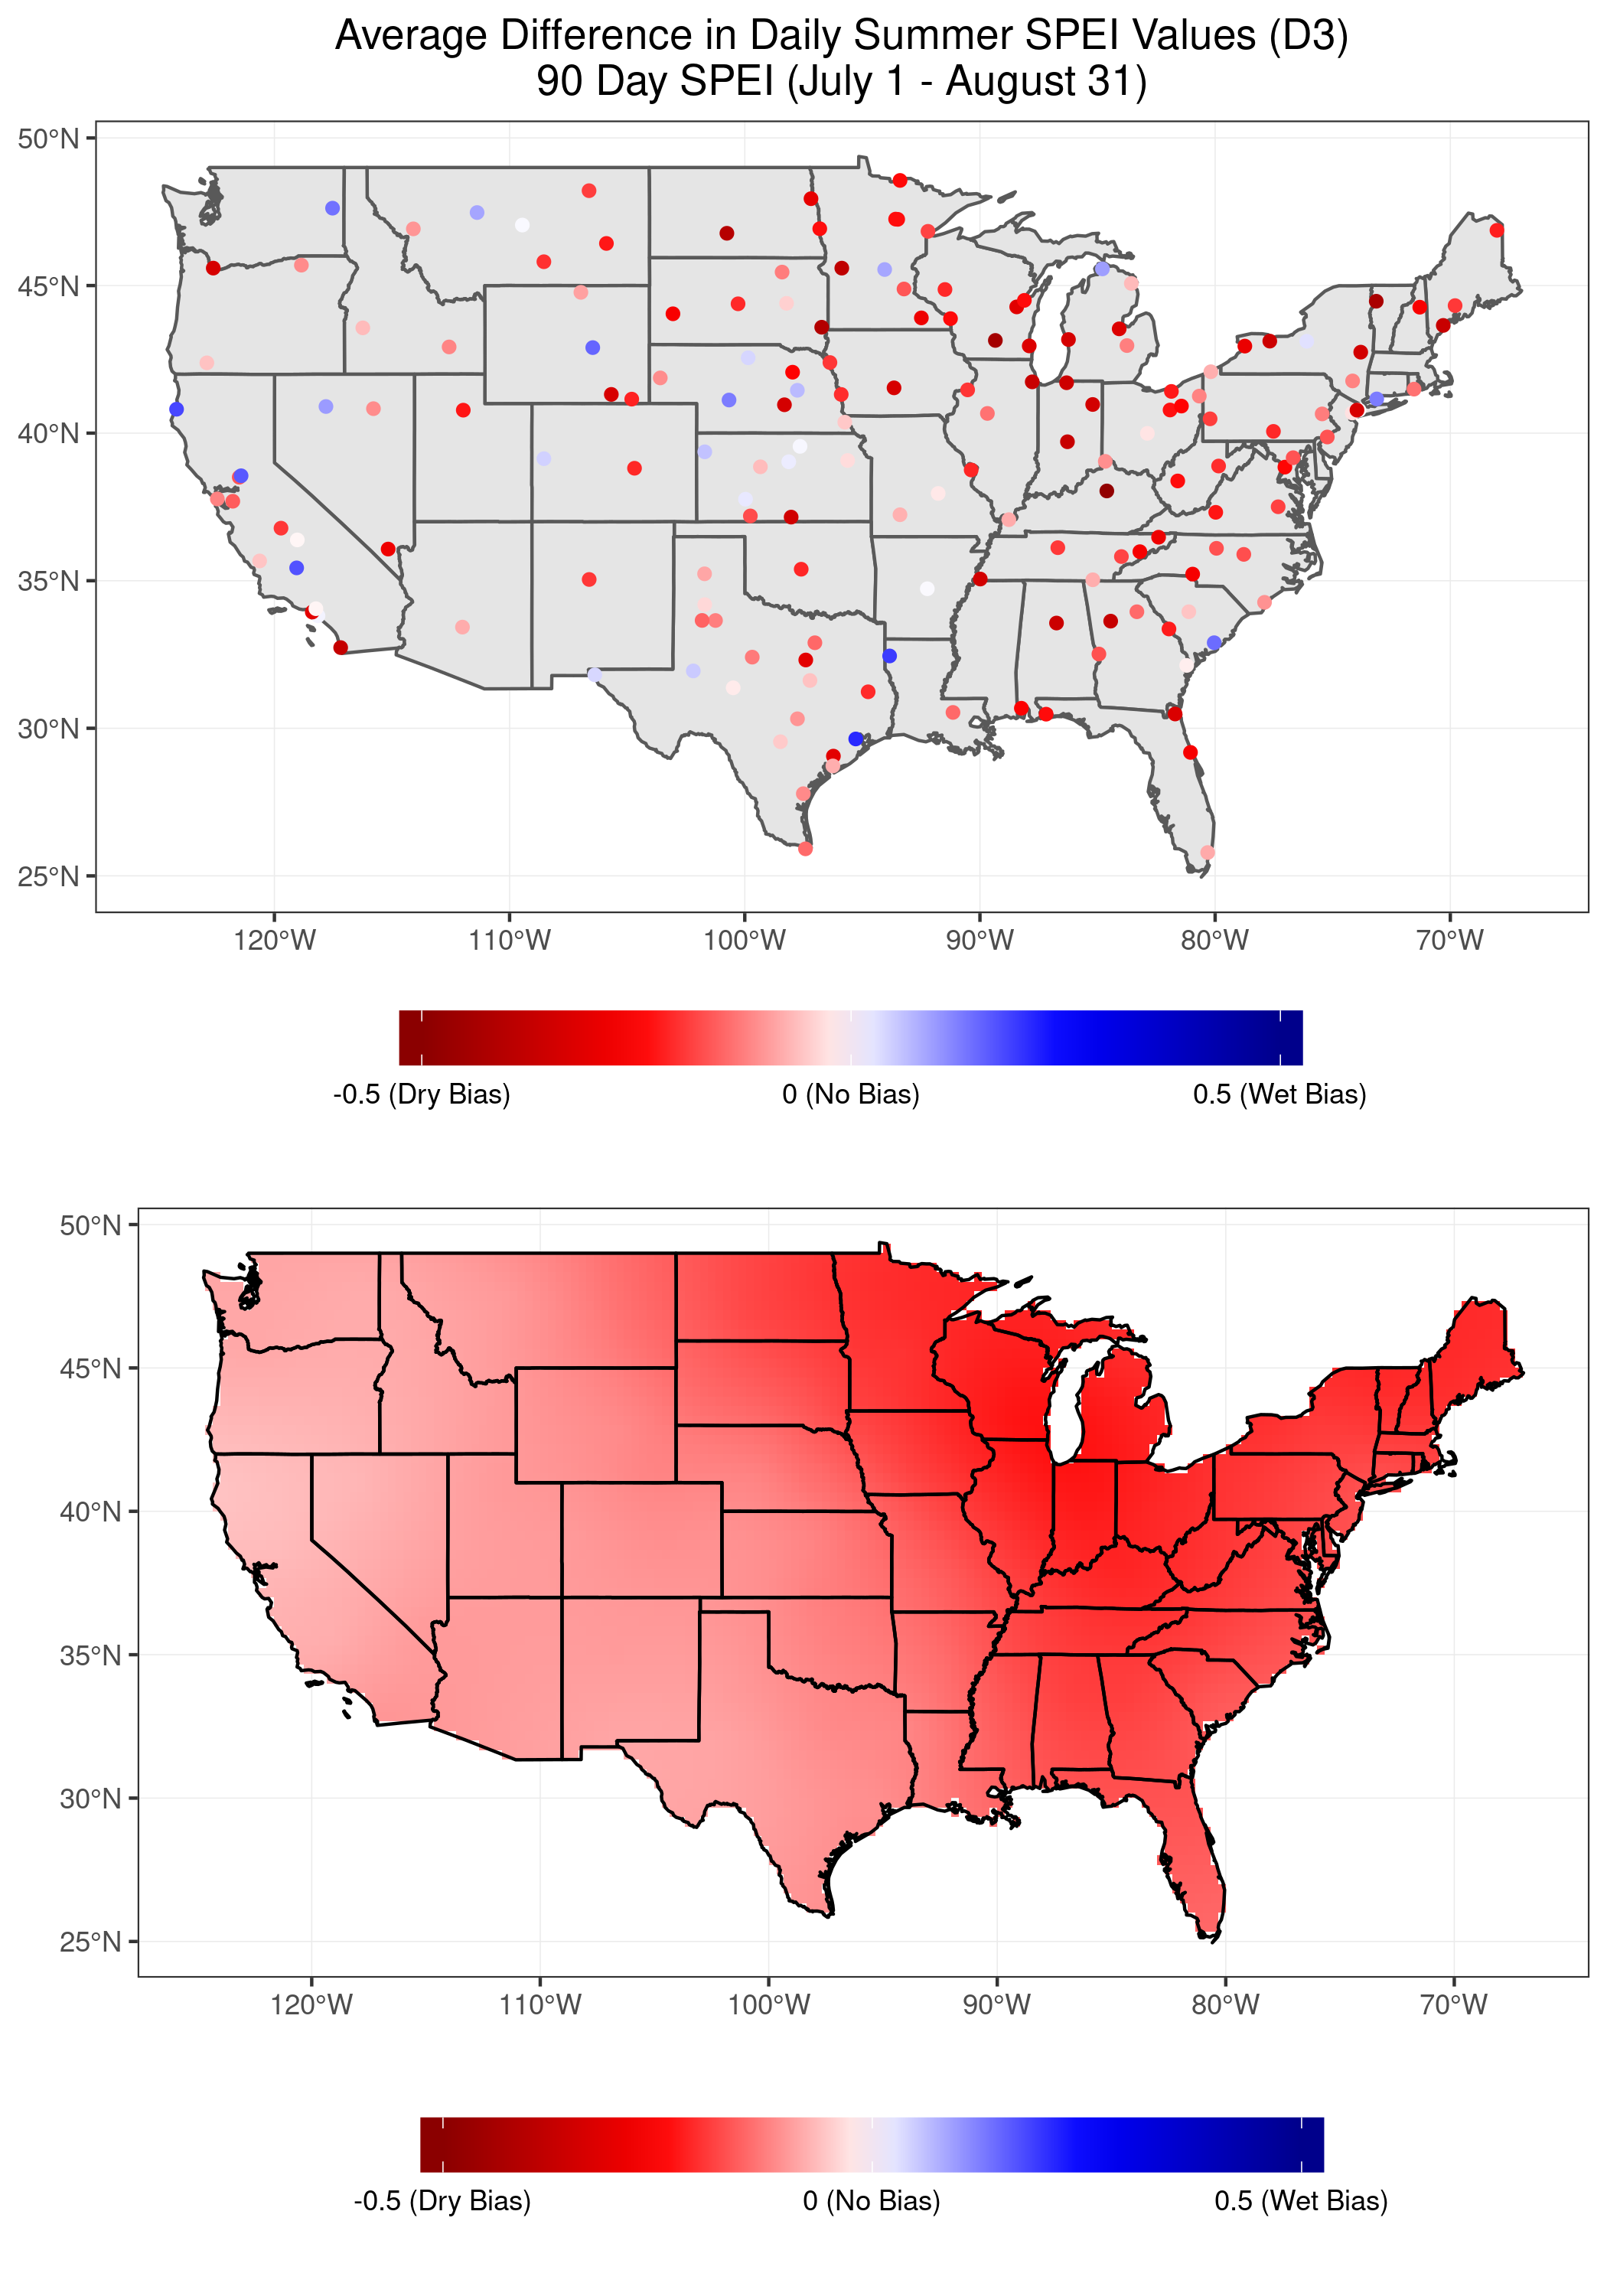 Average Difference in Daily Summer SPEI Values (D3)
90 Day SPEI (July 1 - August 31)
50°N
45°N
40°N
35°N
30°N
25°N
120°W 110°W 100°W 90°W 80°W 70°W
-0.5 (Dry Bias) 0 (No Bias) 0.5 (Wet Bias)
50°N
45°N
40°N
35°N
30°N
25°N
120°W 110°W 100°W 90°W 80°W 70°W
-0.5 (Dry Bias) 0 (No Bias) 0.5 (Wet Bias)